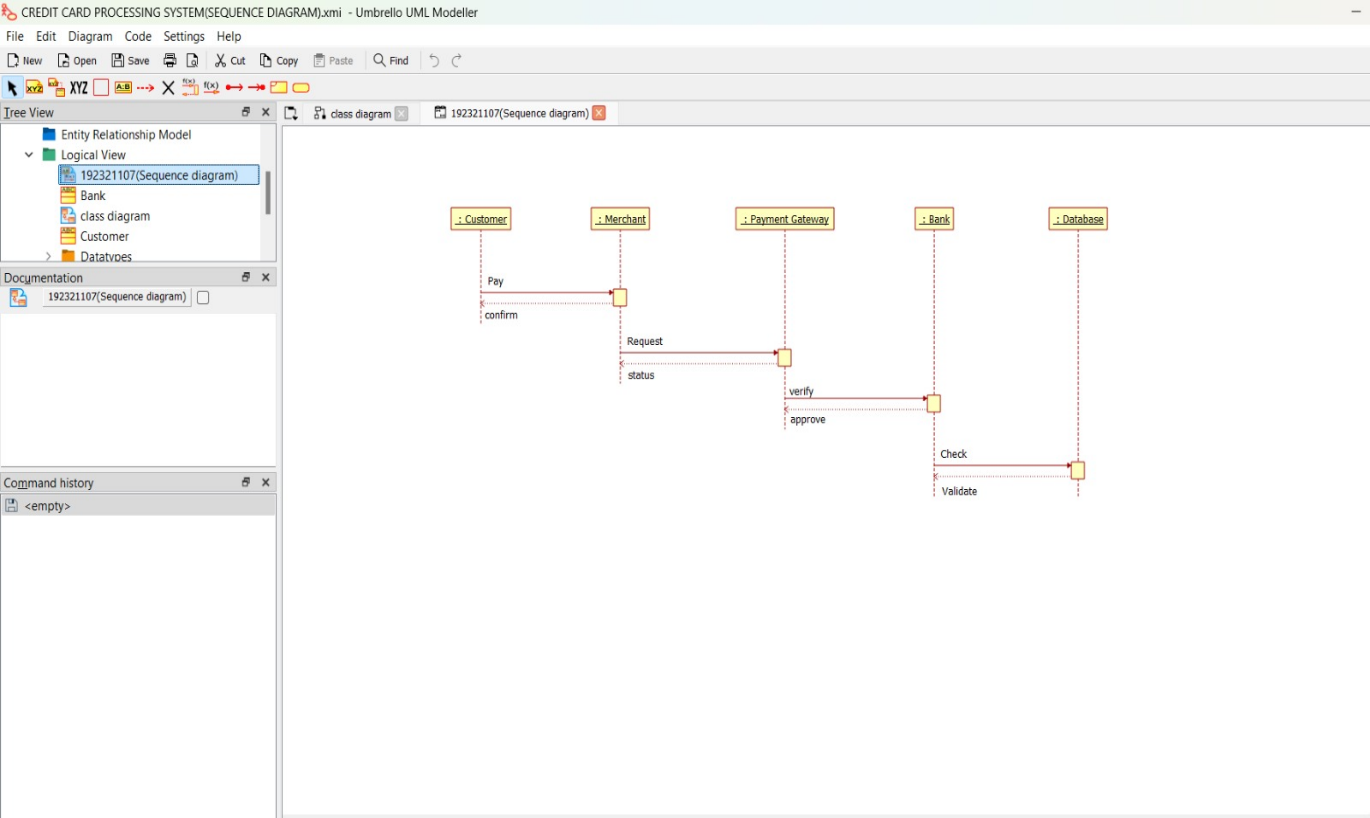 CREDIT CARD PROCESSING SYSTEM(SEQUENCE DIAGRAM).xmi - Umbrello UML Modeller
File Edit Diagram Code Settings Help
New Open Save Cut Copy Paste Find
XYZ XYZ A:B f(x) f(x)
Tree View
class diagram
192321107(Sequence diagram)
Entity Relationship Model
Logical View
192321107(Sequence diagram)
ABC Bank
class diagram
ABC Customer
Datatypes
Documentation
192321107(Sequence diagram)
Command history
<empty>
: Customer
: Merchant
: Payment Gateway
: Bank
: Database
Pay
confirm
Request
status
verify
approve
Check
Validate